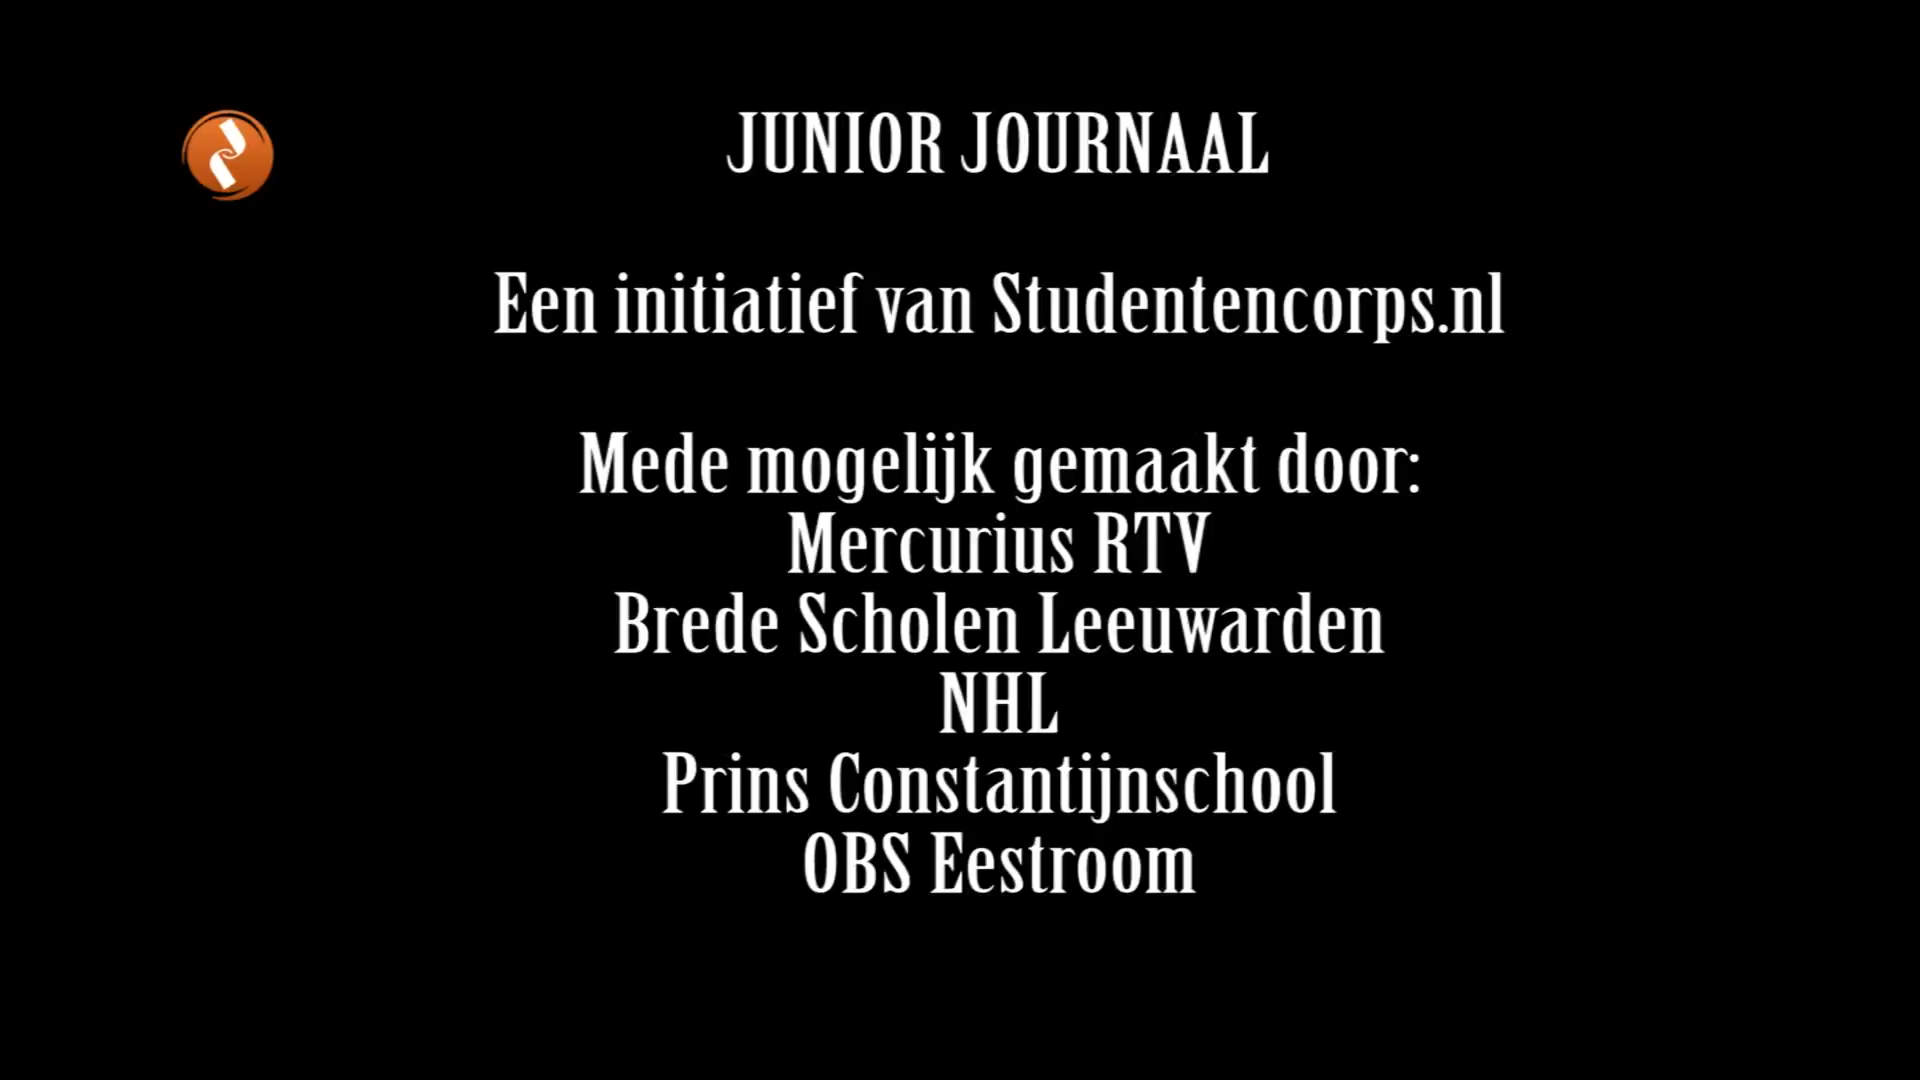 JUNIOR JOURNAAL
Een initiatief van Studentencorps.nl
Mede mogelijk gemaakt door:
Mercurius RTV
Brede Scholen Leeuwarden
NHL
Prins Constantijnschool
OBS Eestroom